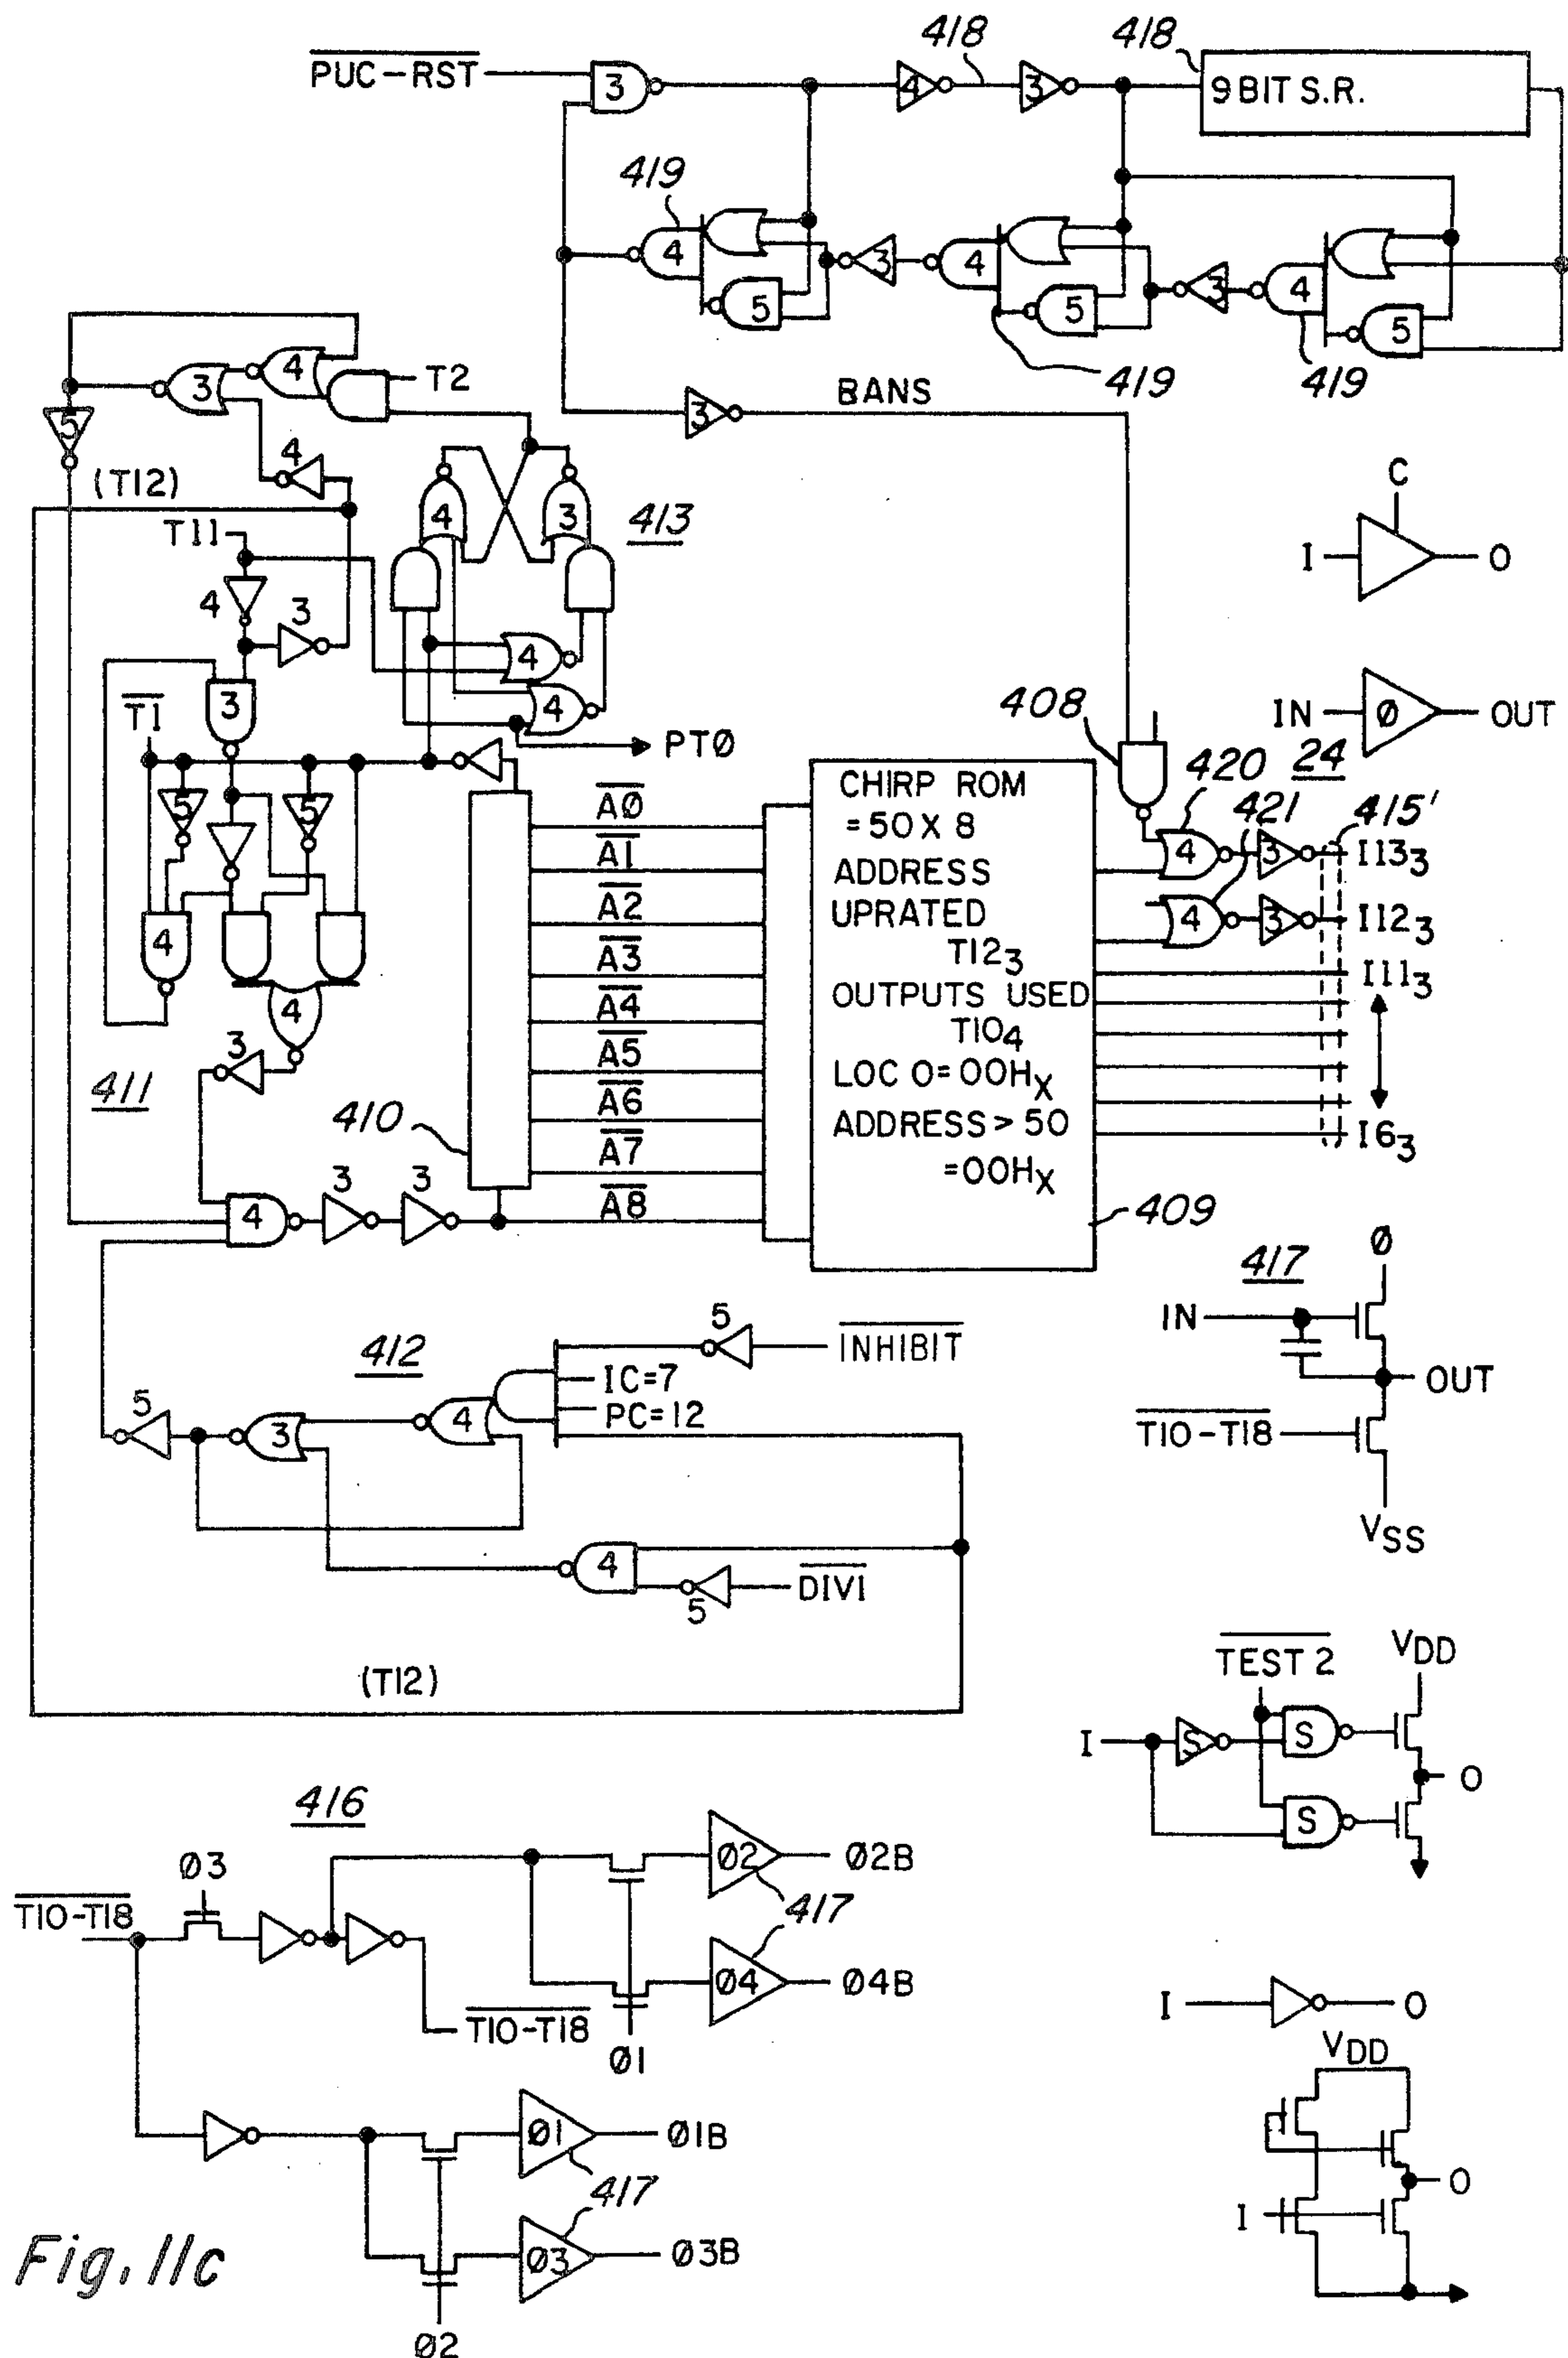 418
418
PUC-RST
3
4
3
9 BIT S.R.
419
4
5
3
4
5
3
4
5
419
419
3
BANS
T2
4
3
5
4
(T12)
T11
4
3
4
3
413
4
4
3
T1
PTØ
5
5
4
4
3
411
410
A0
A1
A2
A3
A4
A5
A6
A7
A8
CHIRP ROM
= 50 X 8
ADDRESS
UPRATED
T12₃
OUTPUTS USED
T10₄
LOC 0 = 00Hₓ
ADDRESS > 50
= 00Hₓ
409
408
420
421
4
3
4
3
415'
I13₃
I12₃
I11₃
I6₃
C
I
O
IN
Ø
OUT
24
4
3
3
417
Ø
IN
OUT
T10-T18
VSS
412
5
INHIBIT
IC=7
PC=12
5
3
4
4
DIV1
5
(T12)
TEST 2
VDD
I
S
S
S
O
416
Ø3
T10-T18
Ø2
Ø2B
417
Ø4
Ø4B
T10-T18
Ø1
Ø1
Ø1B
417
Ø3
Ø3B
Ø2
I
O
VDD
I
O
Fig. 11c